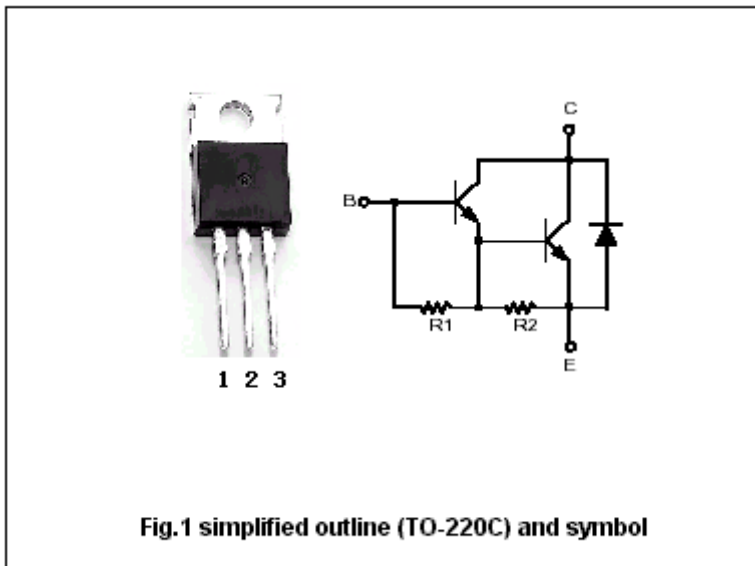 C
B
R1 R2
E
1 2 3
Fig.1 simplified outline (TO-220C) and symbol